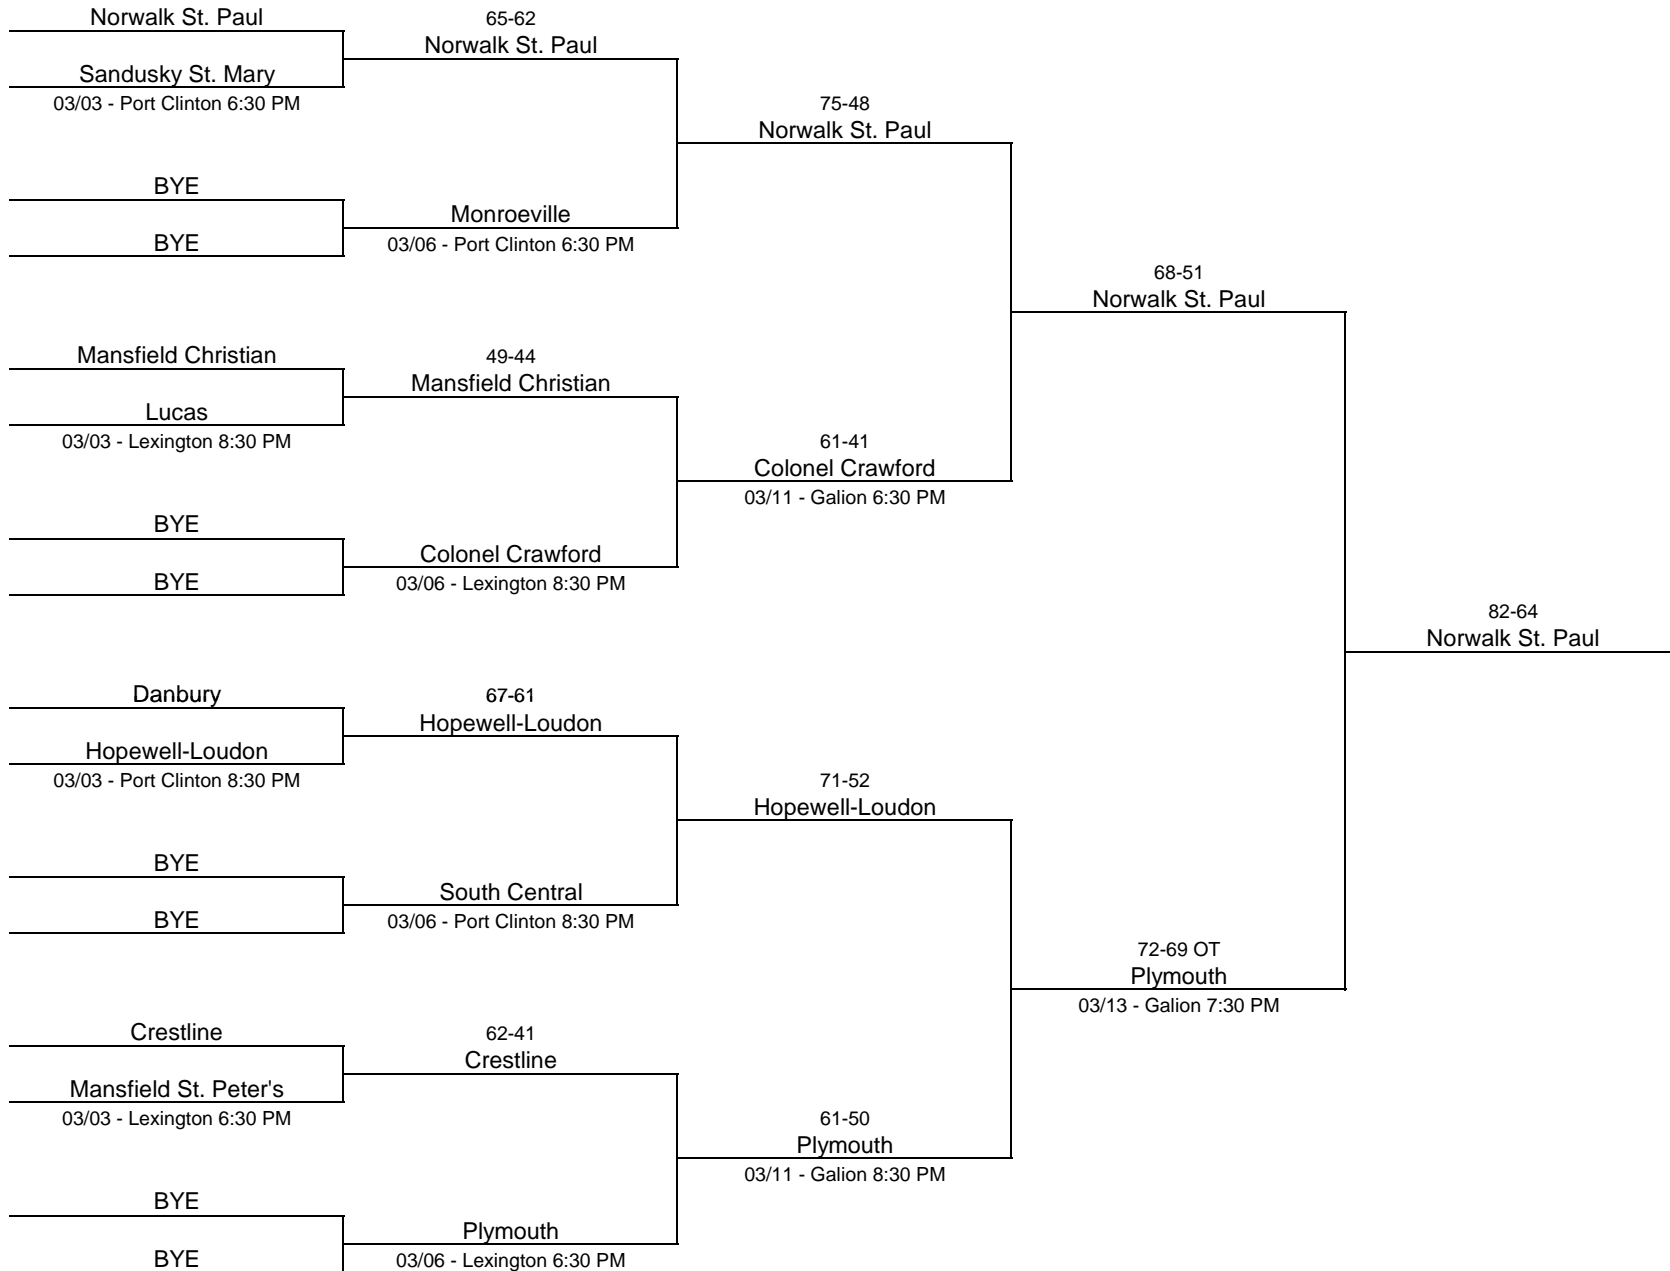 Norwalk St. Paul
Sandusky St. Mary
03/03 - Port Clinton 6:30 PM
BYE
BYE
Mansfield Christian
Lucas
03/03 - Lexington 8:30 PM
BYE
BYE
Danbury
Hopewell-Loudon
03/03 - Port Clinton 8:30 PM
BYE
BYE
Crestline
Mansfield St. Peter's
03/03 - Lexington 6:30 PM
BYE
BYE
65-62
Norwalk St. Paul
Monroeville
03/06 - Port Clinton 6:30 PM
49-44
Mansfield Christian
Colonel Crawford
03/06 - Lexington 8:30 PM
67-61
Hopewell-Loudon
South Central
03/06 - Port Clinton 8:30 PM
62-41
Crestline
Plymouth
03/06 - Lexington 6:30 PM
75-48
Norwalk St. Paul
61-41
Colonel Crawford
03/11 - Galion 6:30 PM
71-52
Hopewell-Loudon
61-50
Plymouth
03/11 - Galion 8:30 PM
68-51
Norwalk St. Paul
72-69 OT
Plymouth
03/13 - Galion 7:30 PM
82-64
Norwalk St. Paul